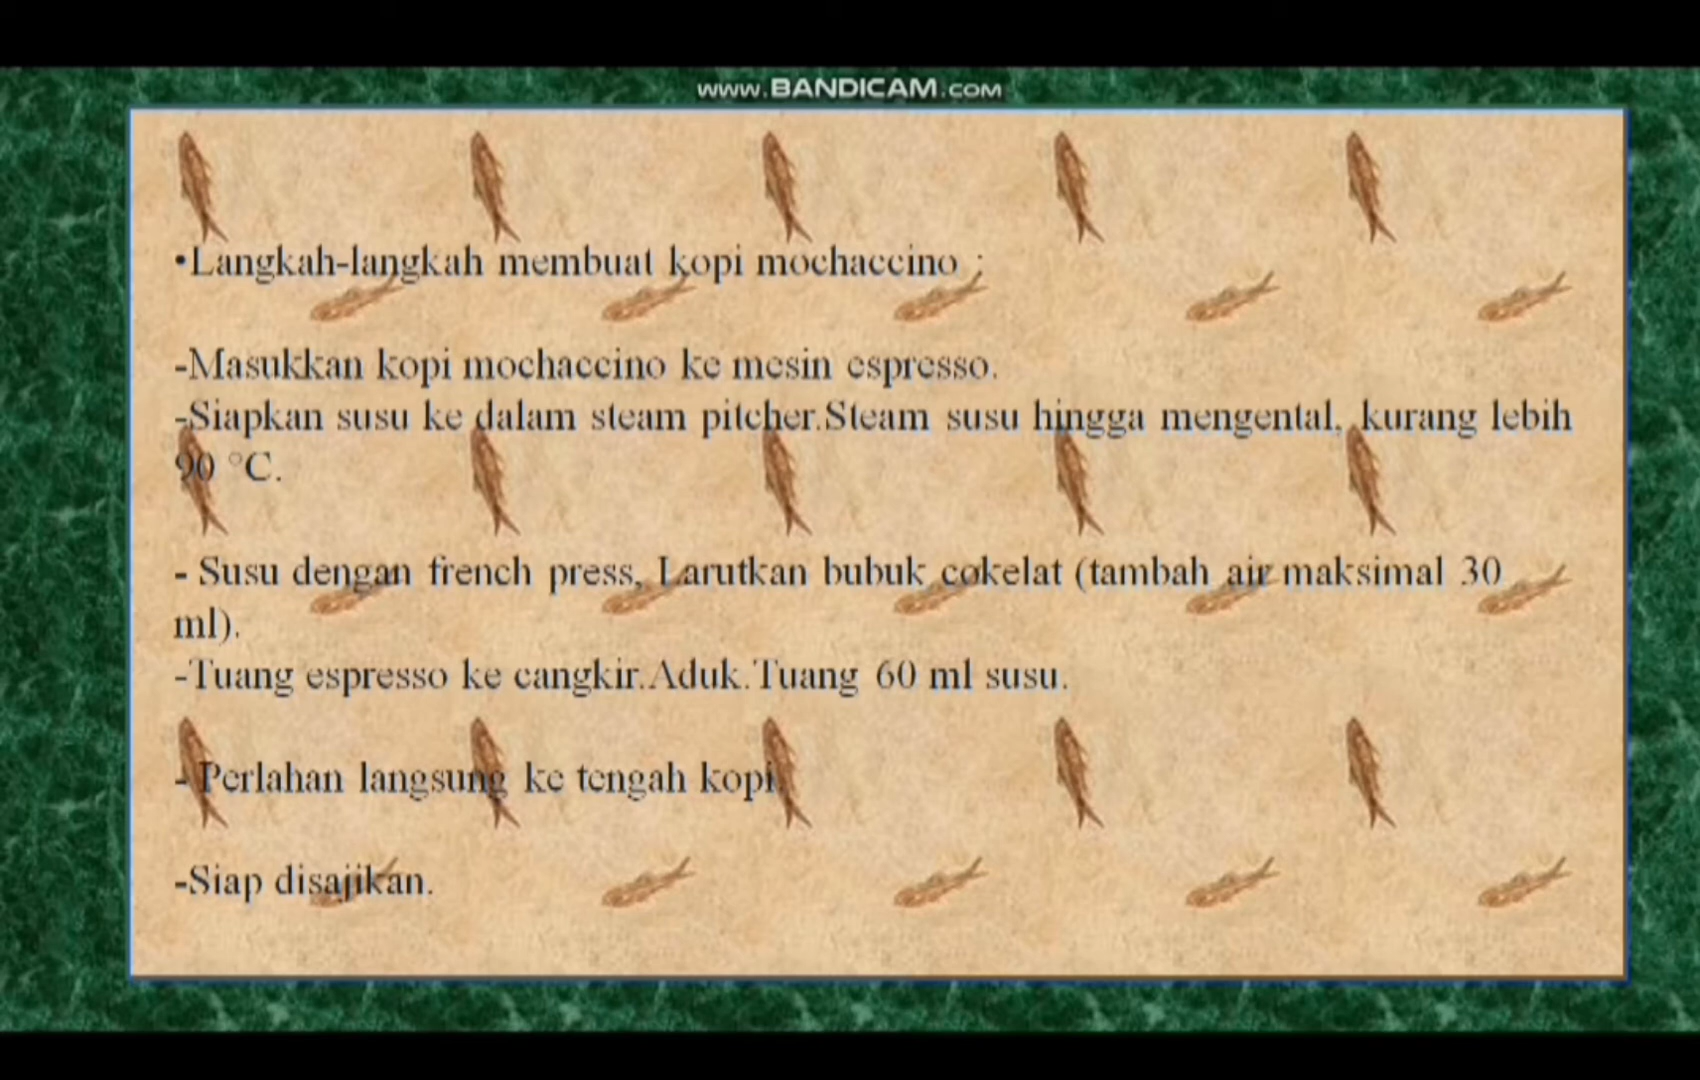 www.BANDICAM.com
•Langkah-langkah membuat kopi mochaccino :
-Masukkan kopi mochaccino ke mesin espresso.
-Siapkan susu ke dalam steam pitcher.Steam susu hingga mengental, kurang lebih
90 °C.
- Susu dengan french press, Larutkan bubuk cokelat (tambah air maksimal 30
ml).
-Tuang espresso ke cangkir.Aduk.Tuang 60 ml susu.
- Perlahan langsung ke tengah kopi.
-Siap disajikan.